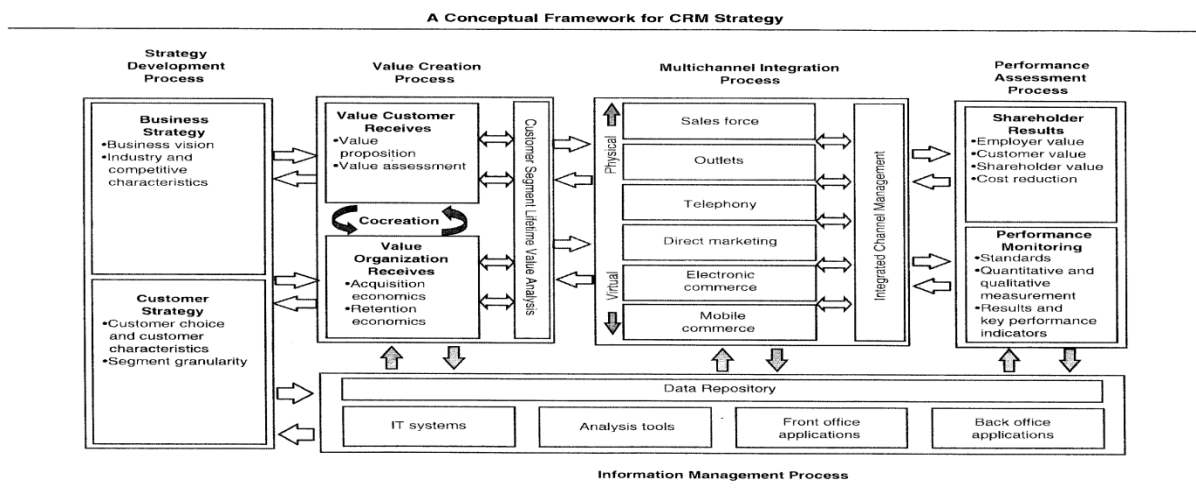 A Conceptual Framework for CRM Strategy
Strategy
Development
Process
Business
Strategy
•Business vision
•Industry and
competitive
characteristics
Customer
Strategy
•Customer choice
and customer
characteristics
•Segment granularity
Value Creation
Process
Value Customer
Receives
•Value
proposition
•Value assessment
Cocreation
Value
Organization
Receives
•Acquisition
economics
•Retention
economics
Customer Segment Lifetime Value Analysis
Multichannel Integration
Process
Physical
Virtual
Sales force
Outlets
Telephony
Direct marketing
Electronic
commerce
Mobile
commerce
Integrated Channel Management
Performance
Assessment
Process
Shareholder
Results
•Employer value
•Customer value
•Shareholder value
•Cost reduction
Performance
Monitoring
•Standards
•Quantitative and
qualitative
measurement
•Results and
key performance
indicators
Data Repository
IT systems
Analysis tools
Front office
applications
Back office
applications
Information Management Process